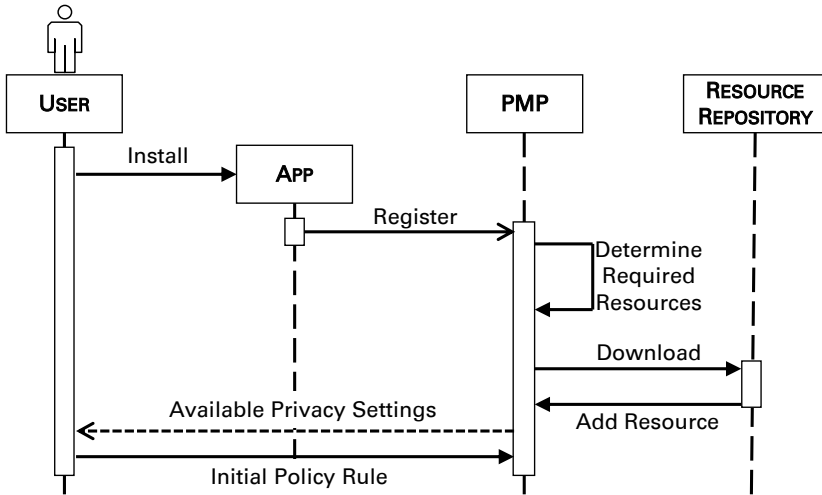 USER
PMP
RESOURCE
REPOSITORY
Install
APP
Register
Determine
Required
Resources
Download
Available Privacy Settings
Add Resource
Initial Policy Rule